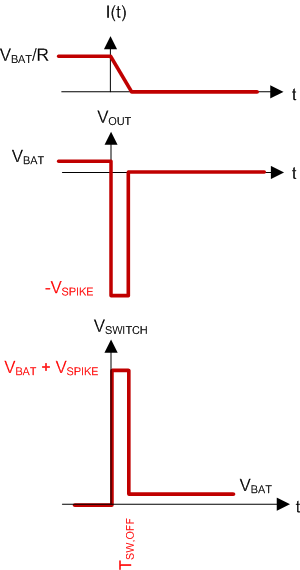 I(t)
VBAT/R
t
VOUT
VBAT
t
-VSPIKE
VSWITCH
VBAT + VSPIKE
VBAT
t
TSW,OFF